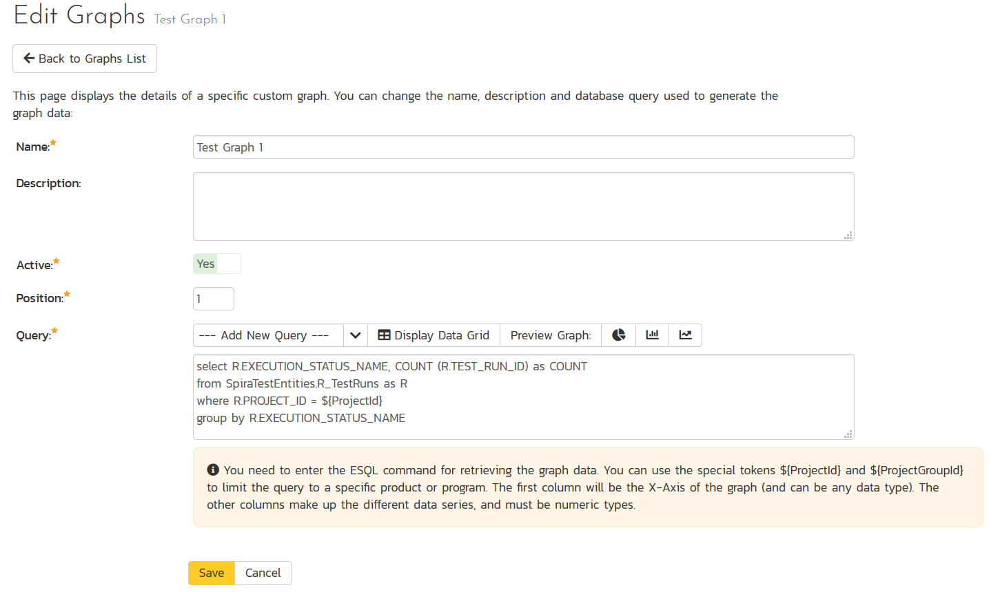 Edit Graphs Test Graph 1
Back to Graphs List
This page displays the details of a specific custom graph. You can change the name, description and database query used to generate the
graph data:
Name:
Test Graph 1
Description:
Active:
Yes
Position:
1
Query:
--- Add New Query --- Display Data Grid Preview Graph:
select R.EXECUTION_STATUS_NAME, COUNT (R.TEST_RUN_ID) as COUNT
from SpiraTestEntities.R_TestRuns as R
where R.PROJECT_ID = ${ProjectId}
group by R.EXECUTION_STATUS_NAME
You need to enter the ESQL command for retrieving the graph data. You can use the special tokens ${ProjectId} and ${ProjectGroupId}
to limit the query to a specific product or program. The first column will be the X-Axis of the graph (and can be any data type). The
other columns make up the different data series, and must be numeric types.
Save Cancel